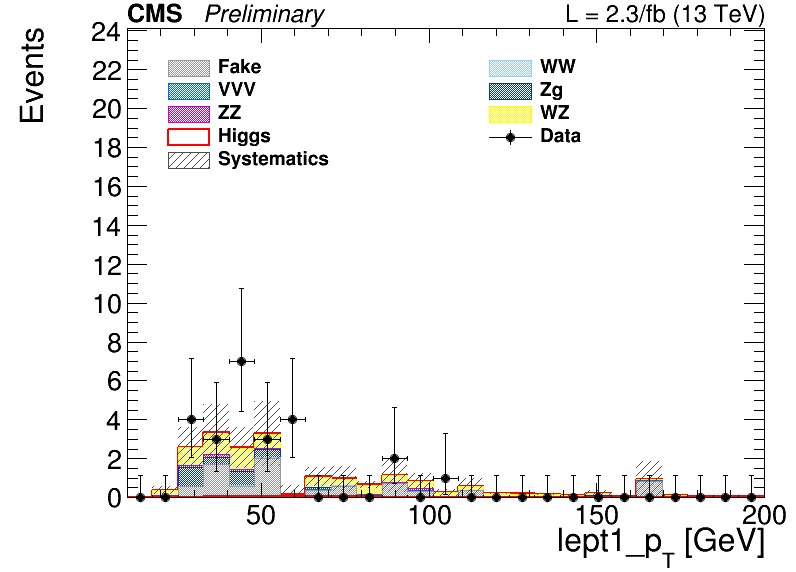 CMS Preliminary L = 2.3/fb (13 TeV)
Events
24
22
20
18
16
14
12
10
8
6
4
2
0
Fake
VVV
ZZ
Higgs
Systematics
WW
Zg
WZ
Data
50 100 150 200
lept1_p_T [GeV]